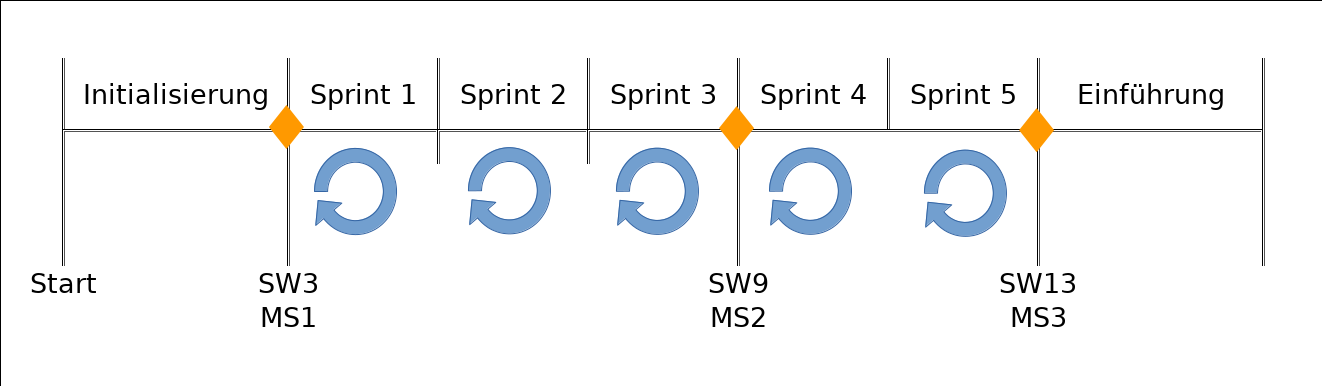 Initialisierung Sprint 1 Sprint 2 Sprint 3 Sprint 4 Sprint 5 Einführung
Start SW3 SW9 SW13
MS1 MS2 MS3